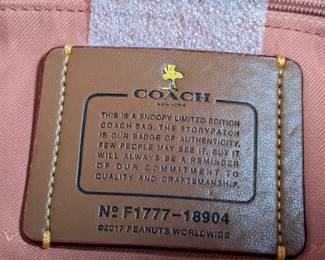 COACH
NEW YORK
THIS IS A SNOOPY LIMITED EDITION
COACH BAG. THE STORYPATCH
IS OUR BADGE OF AUTHENTICITY.
FEW PEOPLE MAY SEE IT, BUT IT
WILL ALWAYS BE A REMINDER
OF OUR COMMITMENT TO
QUALITY AND CRAFTSMANSHIP.
Nº F1777-18904
©2017 PEANUTS WORLDWIDE